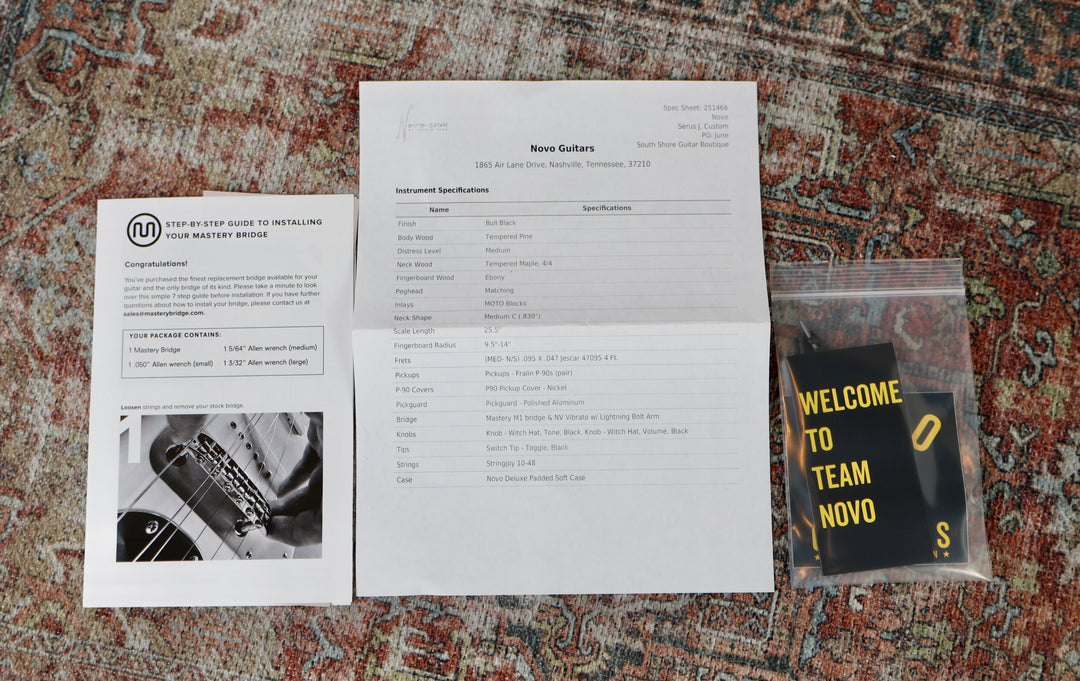 STEP-BY-STEP GUIDE TO INSTALLING
YOUR MASTERY BRIDGE
Congratulations!
You've purchased the finest replacement bridge available for your
guitar and the only bridge of its kind. Please take a minute to look
over this simple 7 step guide before installation. If you have further
questions about how to install your bridge, please contact us at
sales@masterybridge.com.
YOUR PACKAGE CONTAINS:
1 Mastery Bridge 1 5/64" Allen wrench (medium)
1 .050" Allen wrench (small) 1 3/32" Allen wrench (large)
Loosen strings and remove your stock bridge.
1
Novo GUITARS
Spec Sheet: 251466
Novo
Serus J, Custom
PO: June
South Shore Guitar Boutique
Novo Guitars
1865 Air Lane Drive, Nashville, Tennessee, 37210
Instrument Specifications
Name Specifications
Finish Bull Black
Body Wood Tempered Pine
Distress Level Medium
Neck Wood Tempered Maple, 4/4
Fingerboard Wood Ebony
Peghead Matching
Inlays MOTO Blocks
Neck Shape Medium C (.830")
Scale Length 25.5"
Fingerboard Radius 9.5"-14"
Frets (MED- N/S) .095 X .047 Jescar 47095 4 Ft.
Pickups Pickups - Fralin P-90s (pair)
P-90 Covers P90 Pickup Cover - Nickel
Pickguard Pickguard - Polished Aluminum
Bridge Mastery M1 bridge & NV Vibrato w/ Lightning Bolt Arm
Knobs Knob - Witch Hat, Tone, Black, Knob - Witch Hat, Volume, Black
Tips Switch Tip - Toggle, Black
Strings Stringjoy 10-48
Case Novo Deluxe Padded Soft Case
WELCOME
TO
TEAM
NOVO
O
S